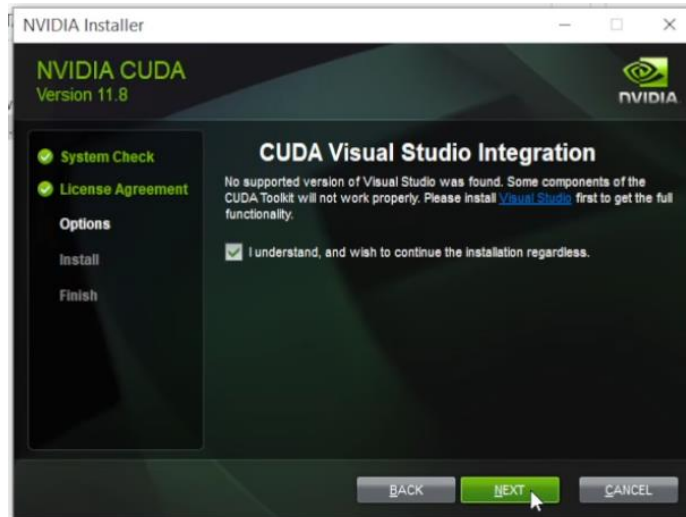 NVIDIA Installer
NVIDIA CUDA
Version 11.8
NVIDIA
System Check
License Agreement
Options
Install
Finish
CUDA Visual Studio Integration
No supported version of Visual Studio was found. Some components of the
CUDA Toolkit will not work properly. Please install Visual Studio first to get the full
functionality.
I understand, and wish to continue the installation regardless.
BACK
NEXT
CANCEL